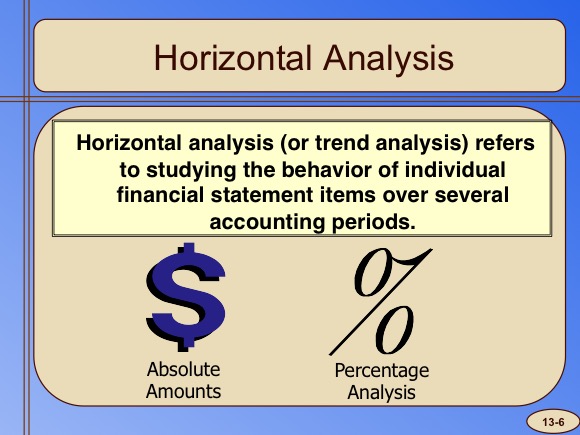 Horizontal Analysis
Horizontal analysis (or trend analysis) refers
to studying the behavior of individual
financial statement items over several
accounting periods.
$ %
Absolute Percentage
Amounts Analysis
13-6